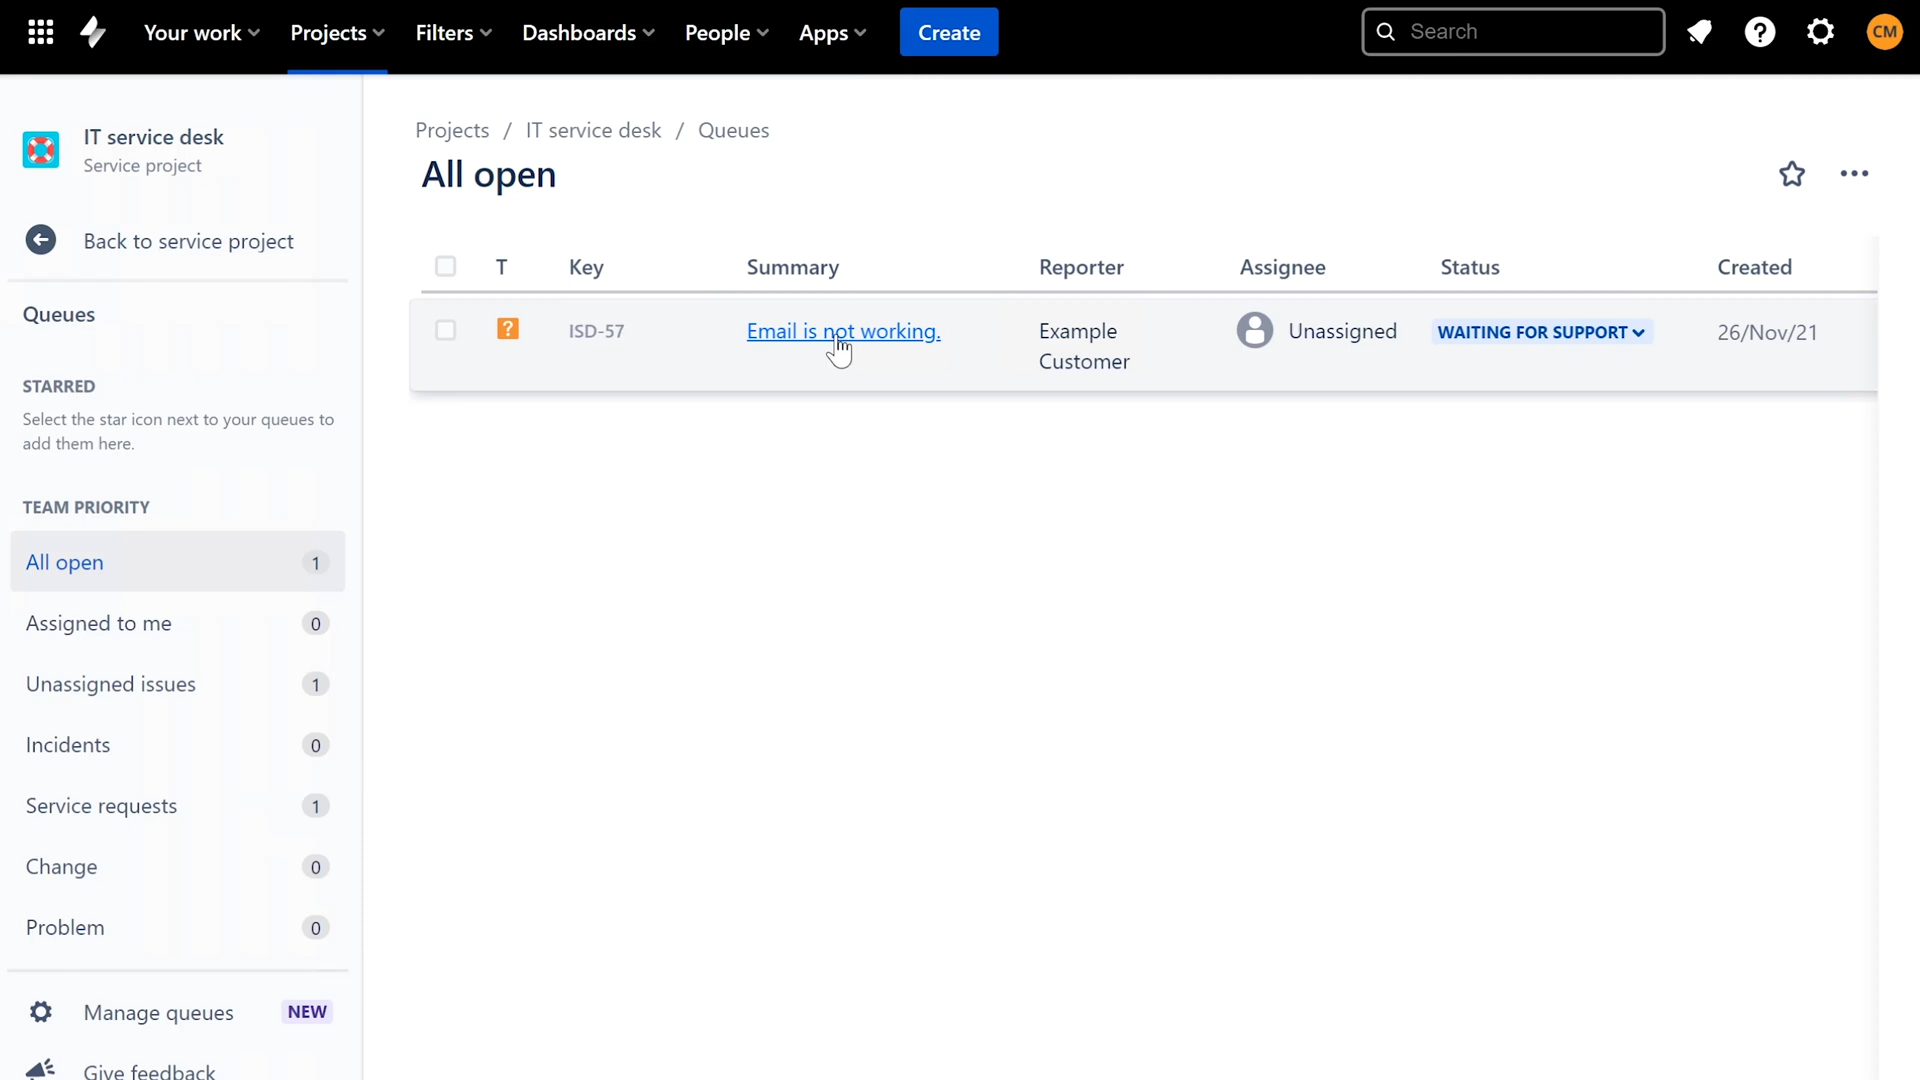 Your work Projects Filters Dashboards People Apps Create Search CM
IT service desk
Service project
Back to service project
Queues
STARRED
Select the star icon next to your queues to
add them here.
TEAM PRIORITY
All open 1
Assigned to me 0
Unassigned issues 1
Incidents 0
Service requests 1
Change 0
Problem 0
Manage queues NEW
Give feedback
Projects / IT service desk / Queues
All open
T Key Summary Reporter Assignee Status Created
ISD-57 Email is not working. Example Unassigned WAITING FOR SUPPORT 26/Nov/21
Customer